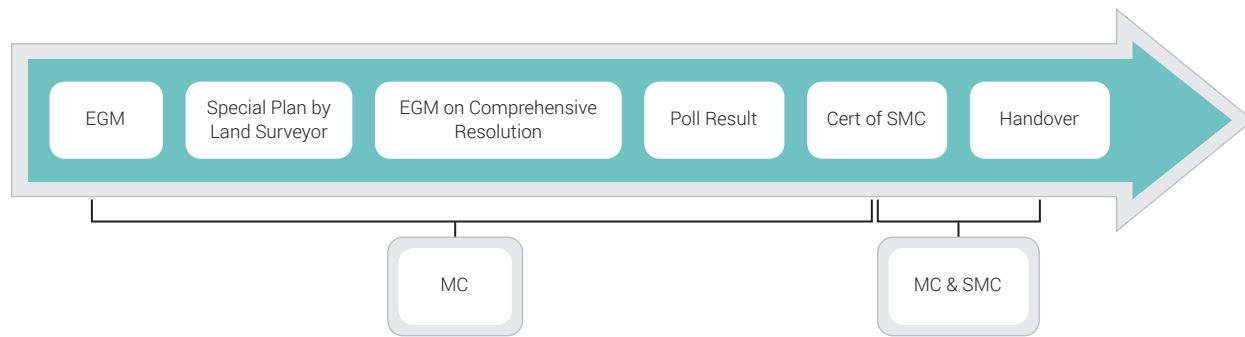 EGM
Special Plan by
Land Surveyor
EGM on Comprehensive
Resolution
Poll Result
Cert of SMC
Handover
MC
MC & SMC